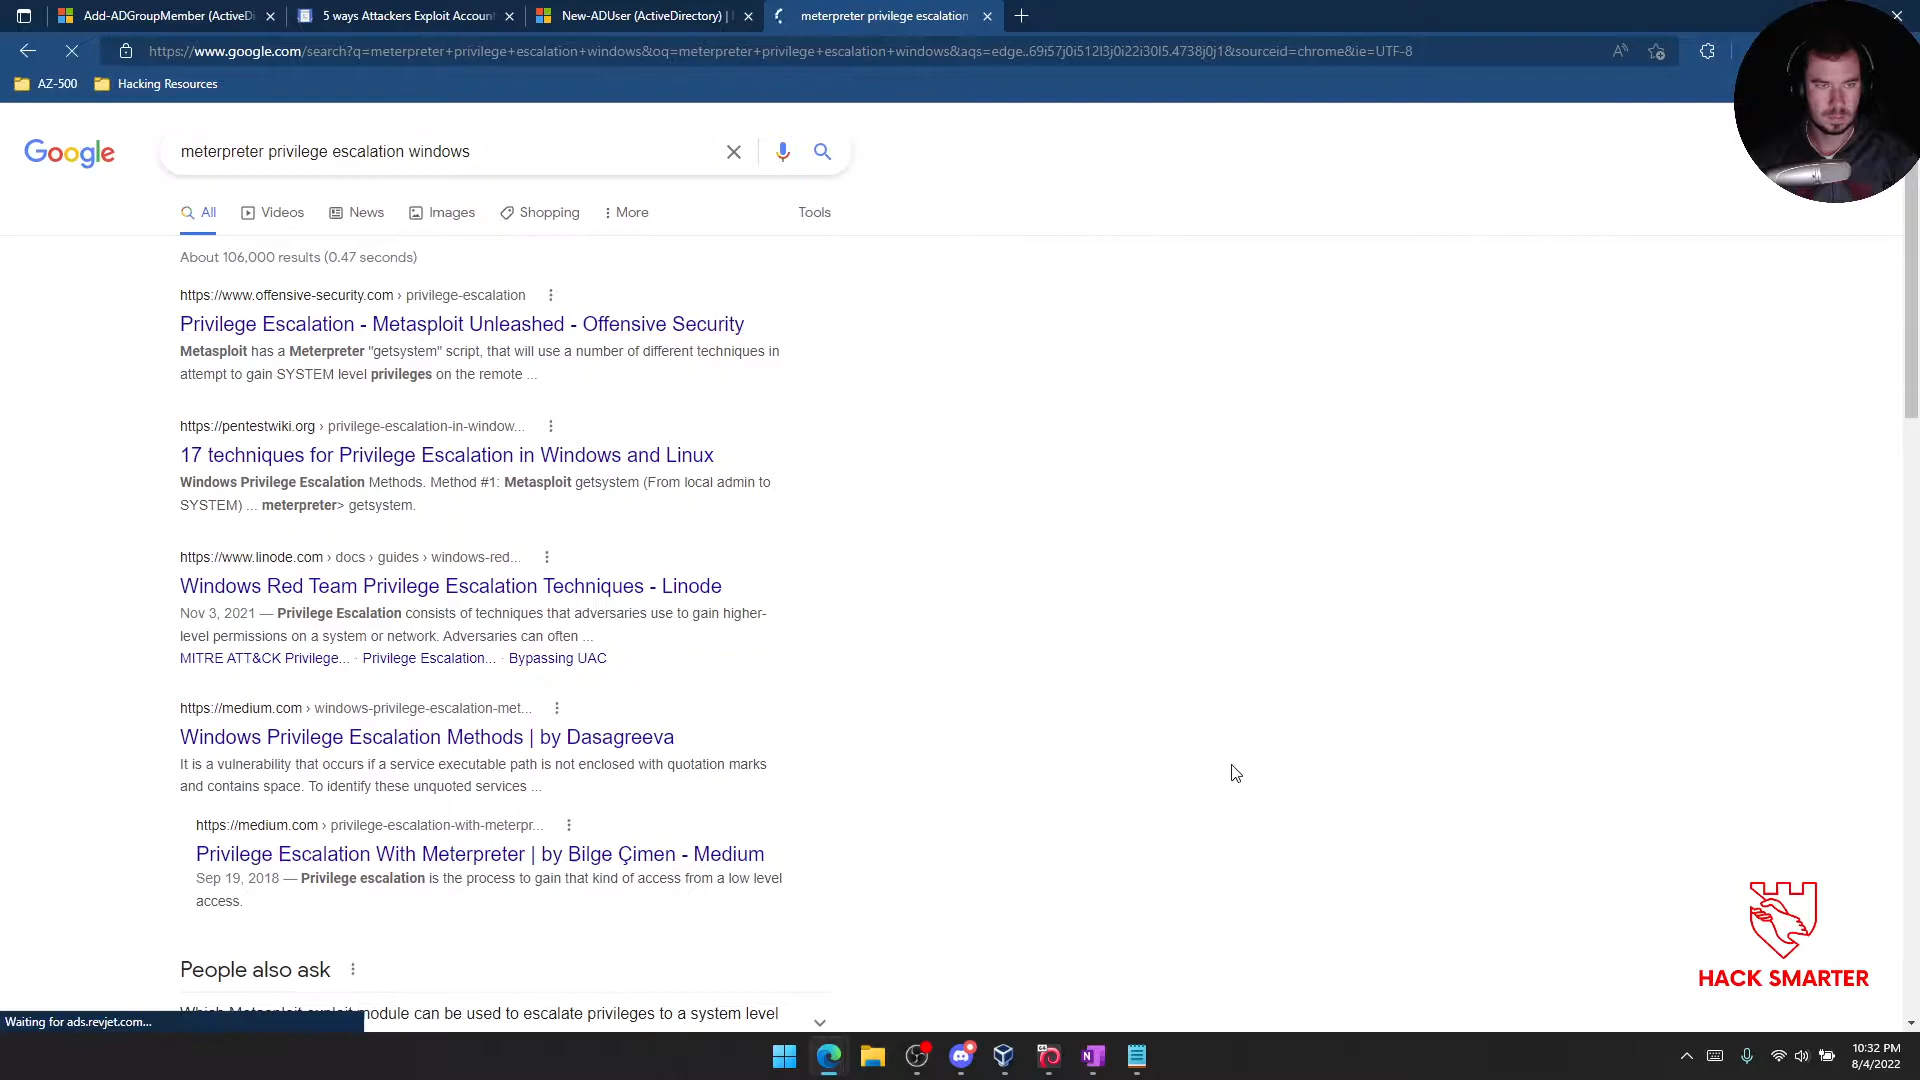 Add-ADGroupMember (ActiveDi
5 ways Attackers Exploit Account
New-ADUser (ActiveDirectory) |
meterpreter privilege escalation
https://www.google.com/search?q=meterpreter+privilege+escalation+windows&oq=meterpreter+privilege+escalation+windows&aqs=edge..69i57j0i512l3j0i22i30l5.4738j0j1&sourceid=chrome&ie=UTF-8
AZ-500
Hacking Resources
Google
meterpreter privilege escalation windows
All
Videos
News
Images
Shopping
More
Tools
About 106,000 results (0.47 seconds)
https://www.offensive-security.com › privilege-escalation
Privilege Escalation - Metasploit Unleashed - Offensive Security
Metasploit has a Meterpreter "getsystem" script, that will use a number of different techniques in
attempt to gain SYSTEM level privileges on the remote ...
https://pentestwiki.org › privilege-escalation-in-window...
17 techniques for Privilege Escalation in Windows and Linux
Windows Privilege Escalation Methods. Method #1: Metasploit getsystem (From local admin to
SYSTEM) ... meterpreter> getsystem.
https://www.linode.com › docs › guides › windows-red...
Windows Red Team Privilege Escalation Techniques - Linode
Nov 3, 2021 — Privilege Escalation consists of techniques that adversaries use to gain higher-
level permissions on a system or network. Adversaries can often ...
MITRE ATT&CK Privilege... · Privilege Escalation... · Bypassing UAC
https://medium.com › windows-privilege-escalation-met...
Windows Privilege Escalation Methods | by Dasagreeva
It is a vulnerability that occurs if a service executable path is not enclosed with quotation marks
and contains space. To identify these unquoted services ...
https://medium.com › privilege-escalation-with-meterpr...
Privilege Escalation With Meterpreter | by Bilge Çimen - Medium
Sep 19, 2018 — Privilege escalation is the process to gain that kind of access from a low level
access.
People also ask
Which Metasploit exploit module can be used to escalate privileges to a system level
Waiting for ads.revjet.com...
HACK SMARTER
10:32 PM
8/4/2022